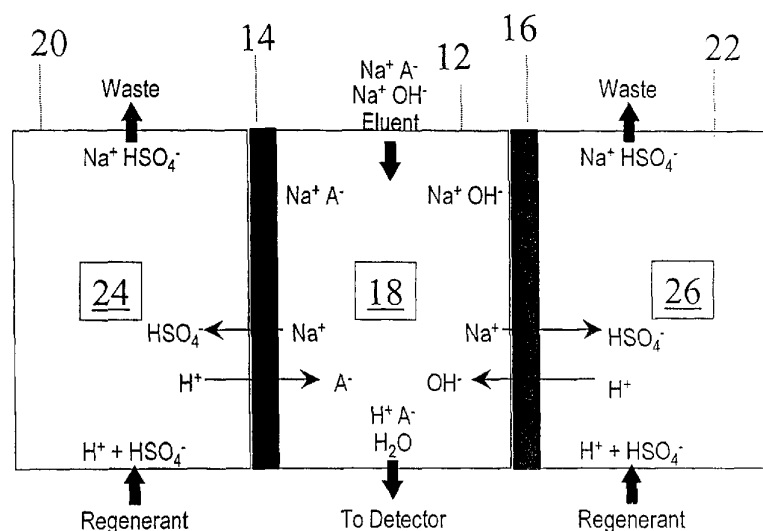 20
14
12
16
22
Waste
Na⁺ A⁻
Na⁺ OH⁻
Eluent
Waste
Na⁺ HSO₄⁻
Na⁺ HSO₄⁻
Na⁺ A⁻
Na⁺ OH⁻
24
18
26
HSO₄⁻
Na⁺
Na⁺
HSO₄⁻
H⁺
A⁻
OH⁻
H⁺
H⁺ A⁻
H₂O
H⁺ + HSO₄⁻
H⁺ + HSO₄⁻
Regenerant
To Detector
Regenerant